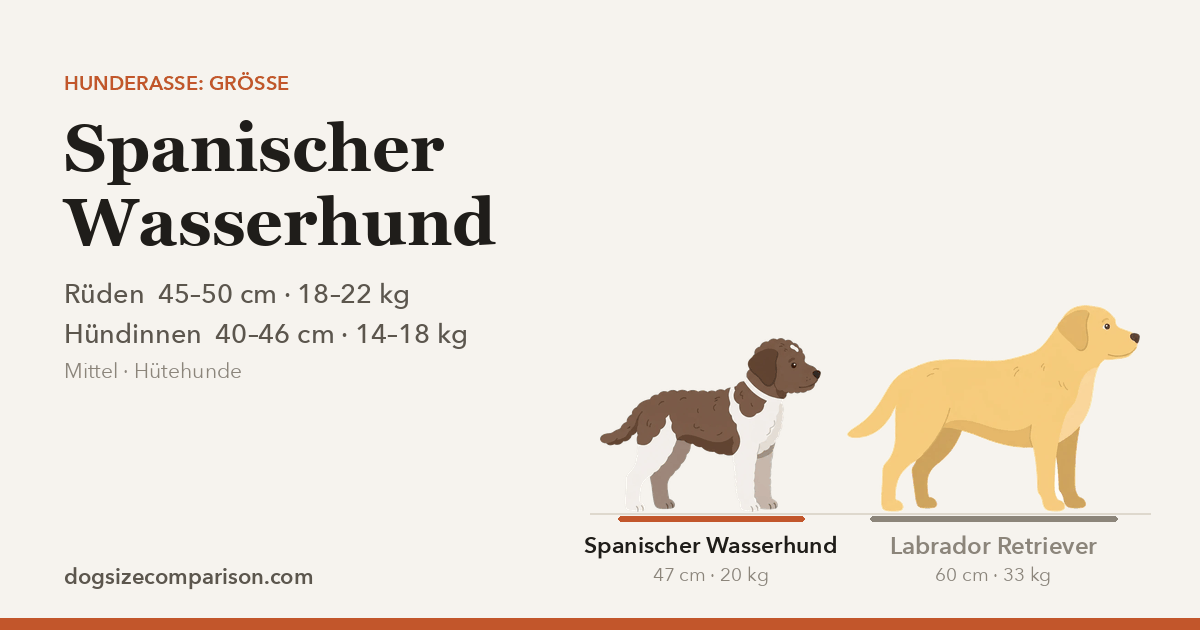 HUNDERASSE: GRÖSSE
Spanischer
Wasserhund
Rüden 45–50 cm · 18–22 kg
Hündinnen 40–46 cm · 14–18 kg
Mittel · Hütehunde
Spanischer Wasserhund
47 cm · 20 kg
Labrador Retriever
60 cm · 33 kg
dogsizecomparison.com